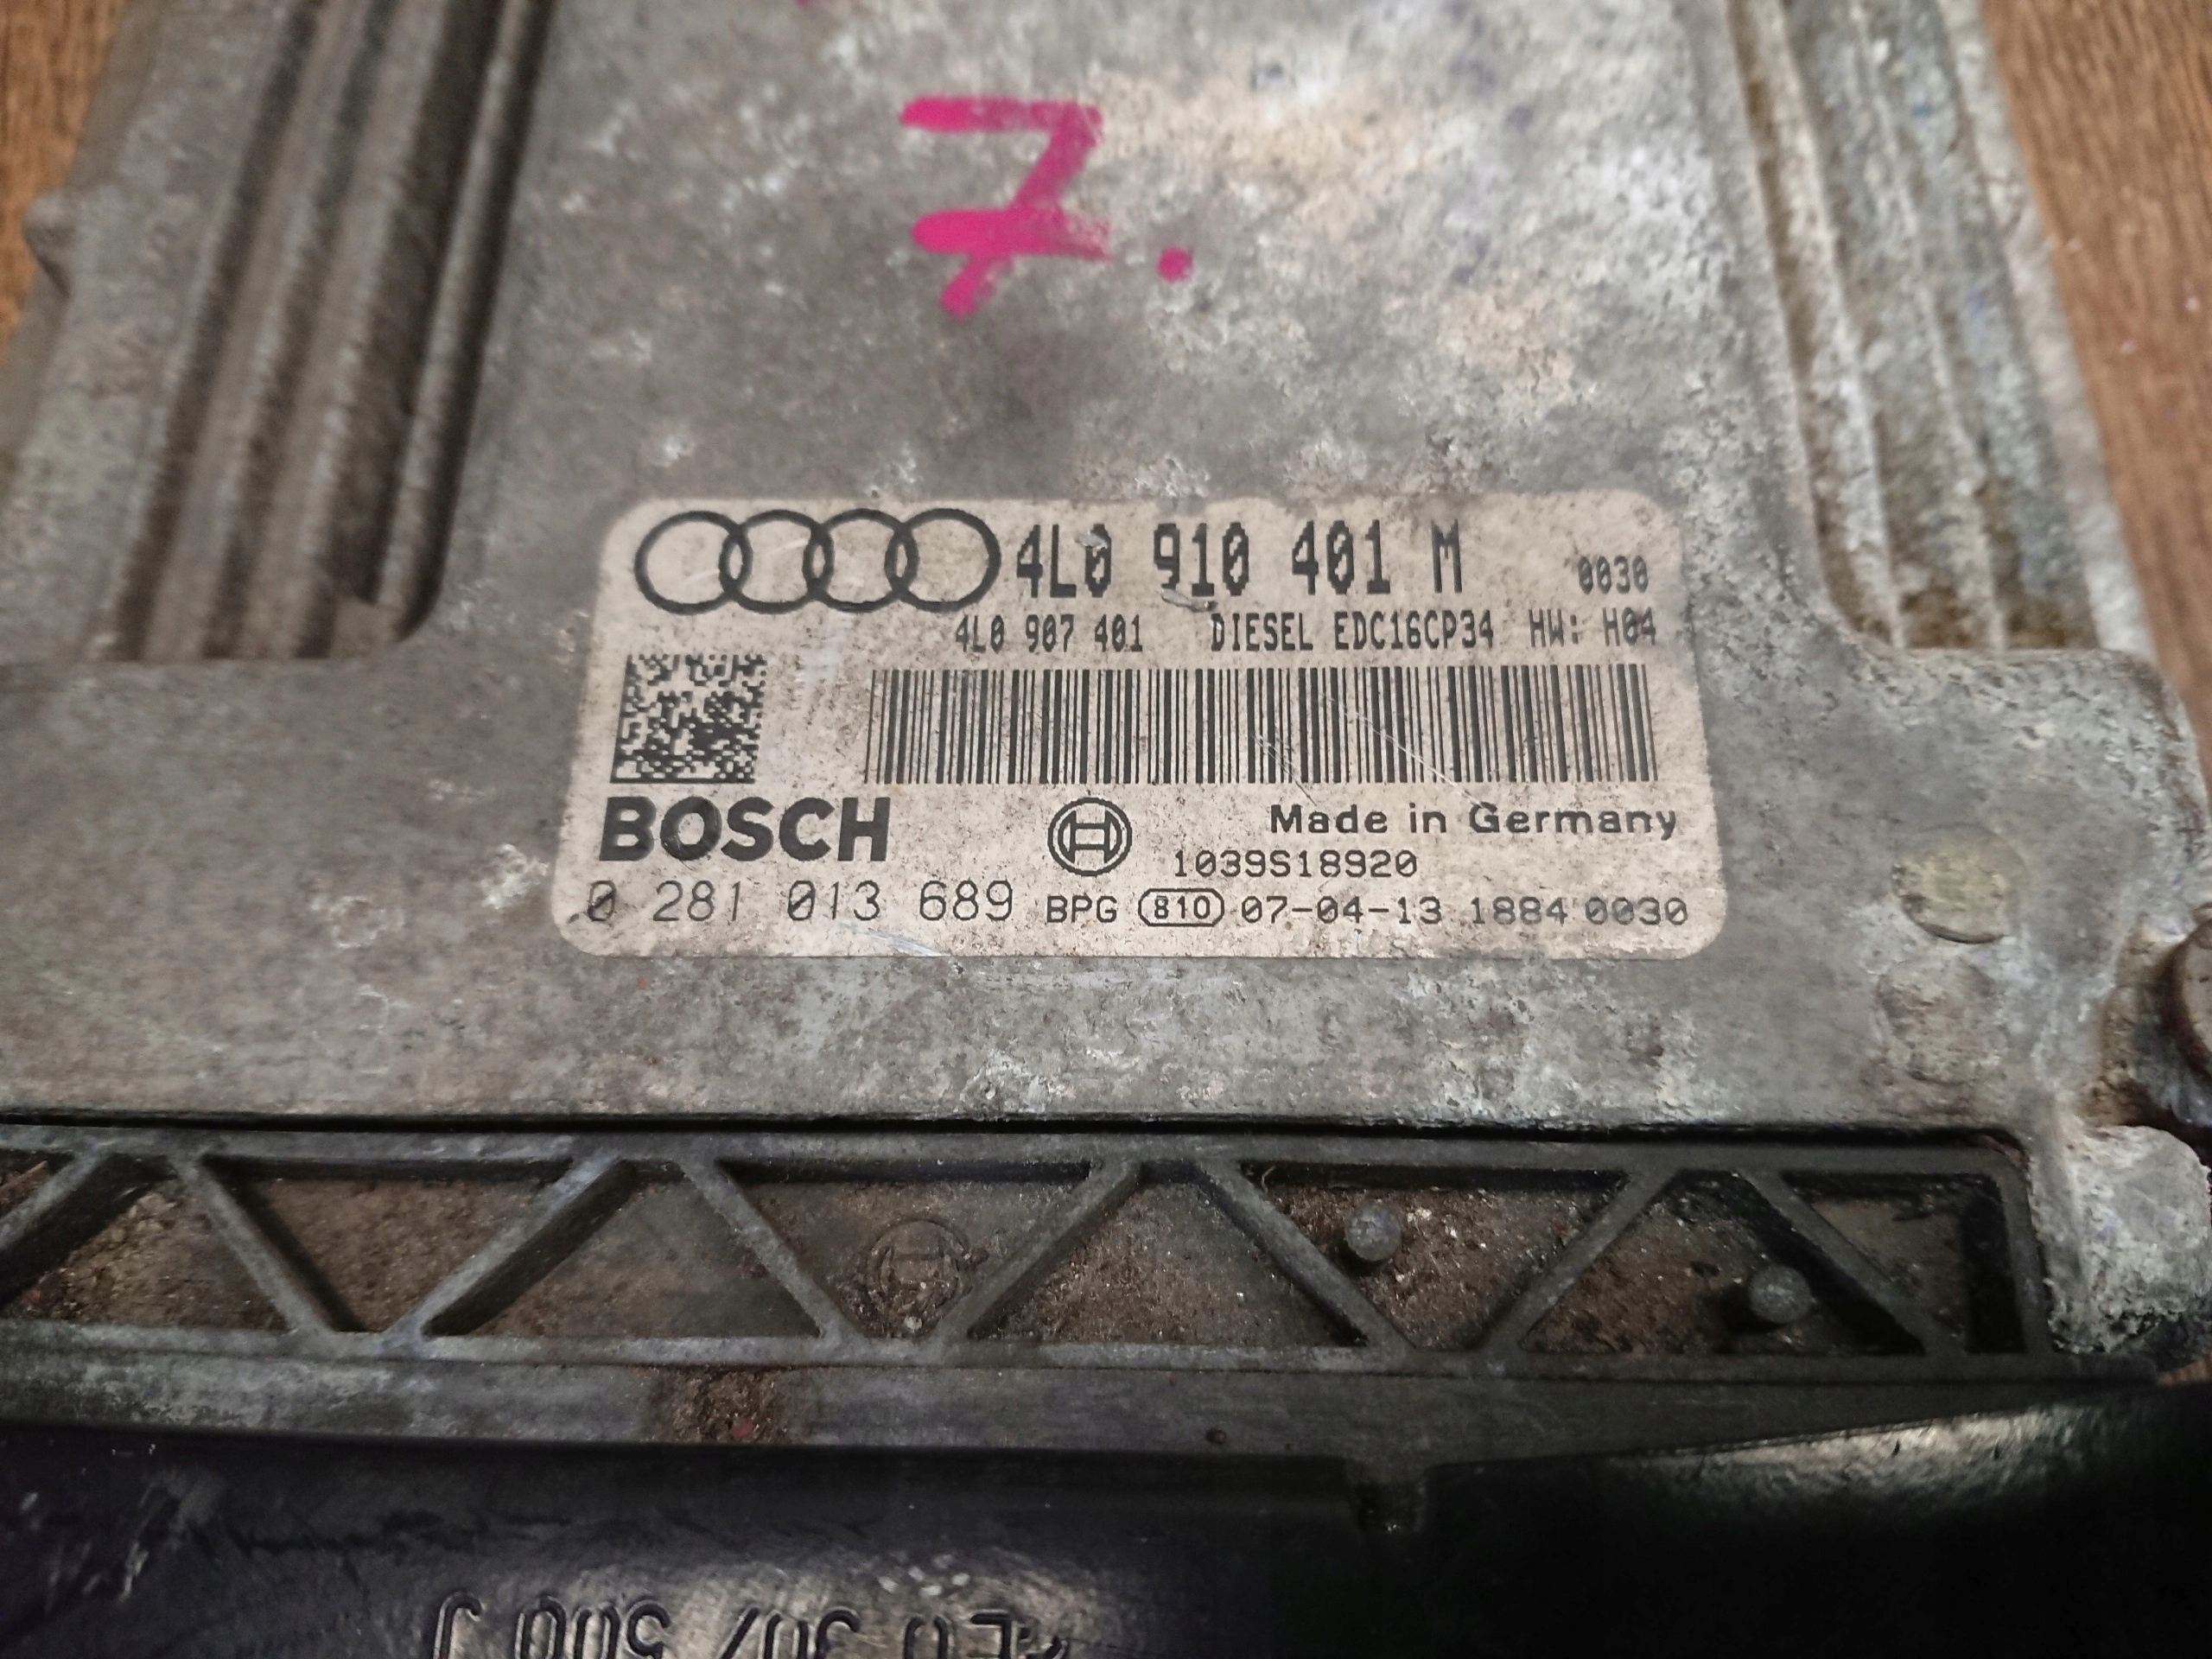 7.
4L0 910 401 M 0030
4L0 907 401 DIESEL EDC16CP34 HW: H04
BOSCH
Made in Germany
1039S18920
0 281 013 689 BPG 810 07-04-13 1884 0030